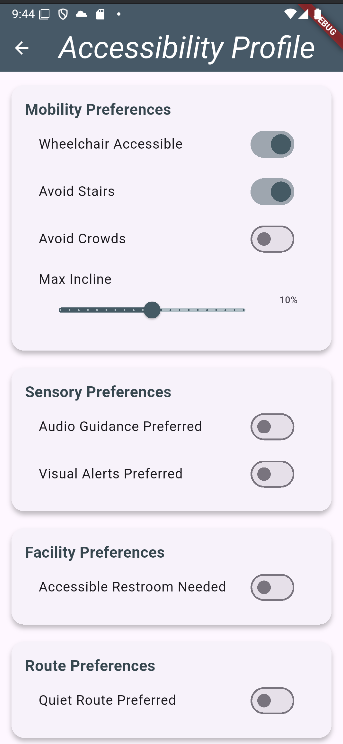 9:44
DEBUG
Accessibility Profile
Mobility Preferences
Wheelchair Accessible
Avoid Stairs
Avoid Crowds
Max Incline
10%
Sensory Preferences
Audio Guidance Preferred
Visual Alerts Preferred
Facility Preferences
Accessible Restroom Needed
Route Preferences
Quiet Route Preferred